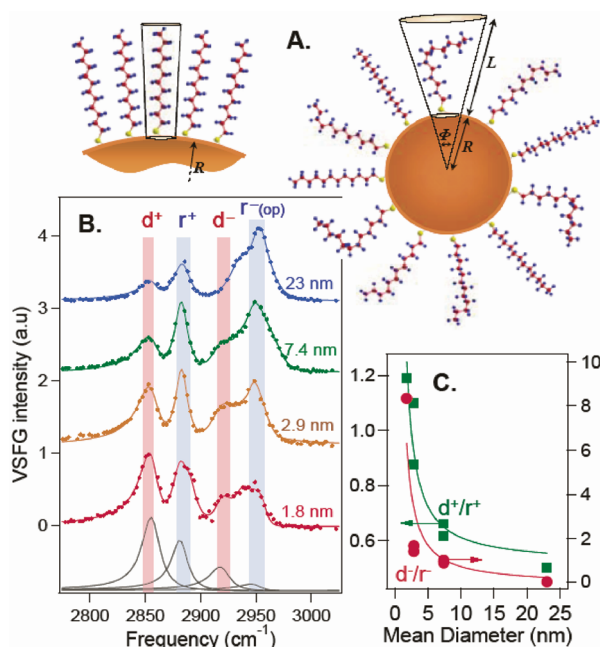 A.
L
Φ
R
R
B.
d+ r+ d− r−(op)
4
3
2
1
0
23 nm
7.4 nm
2.9 nm
1.8 nm
VSFG intensity (a.u)
2800 2850 2900 2950 3000
Frequency (cm-1)
C.
1.2
1.0
0.8
0.6
10
8
6
4
2
0
d+/r+
d-/r-
0 5 10 15 20 25
Mean Diameter (nm)